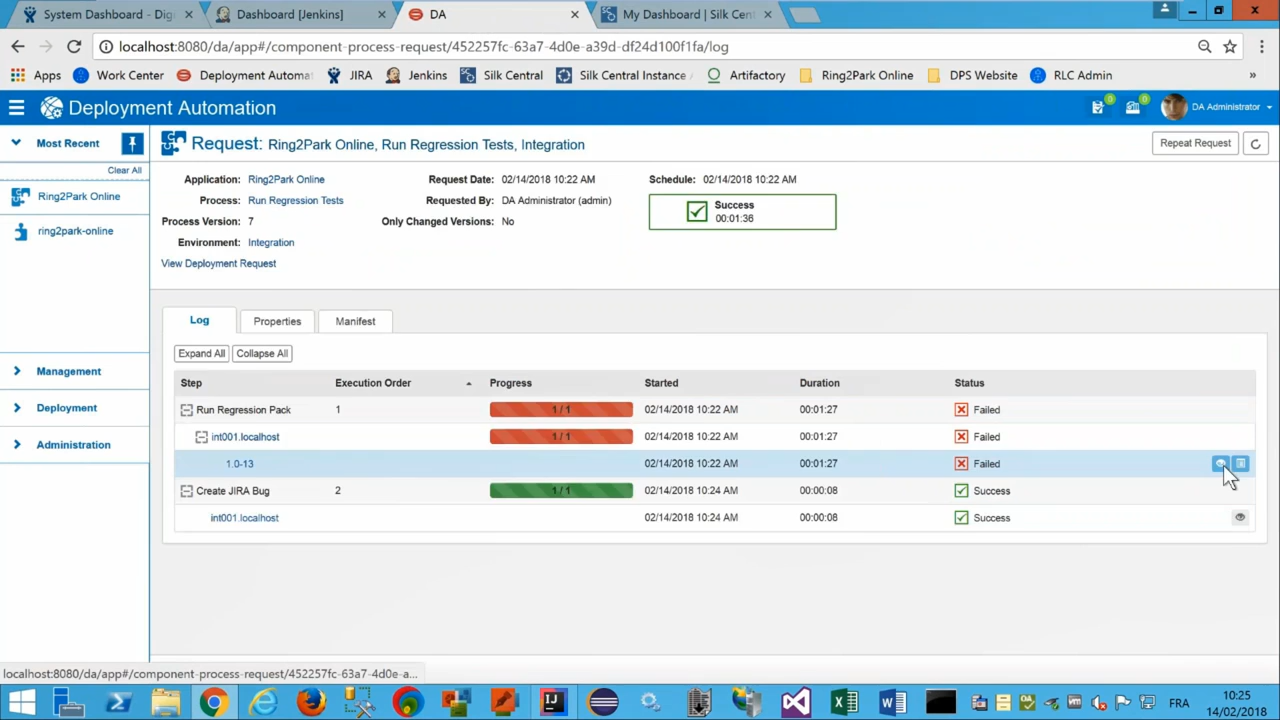 System Dashboard - Digi
Dashboard [Jenkins]
DA
My Dashboard | Silk Cent
localhost:8080/da/app#/component-process-request/452257fc-63a7-4d0e-a39d-df24d100f1fa/log
Apps
Work Center
Deployment Automa
JIRA
Jenkins
Silk Central
Silk Central Instance
Artifactory
Ring2Park Online
DPS Website
RLC Admin
»
Deployment Automation
0
0
DA Administrator
Most Recent
Clear All
Ring2Park Online
ring2park-online
Management
Deployment
Administration
Request: Ring2Park Online, Run Regression Tests, Integration
Repeat Request
Application: Ring2Park Online
Request Date: 02/14/2018 10:22 AM
Schedule: 02/14/2018 10:22 AM
Process: Run Regression Tests
Requested By: DA Administrator (admin)
Success
00:01:36
Process Version: 7
Only Changed Versions: No
Environment: Integration
View Deployment Request
Log
Properties
Manifest
Expand All
Collapse All
Step Execution Order Progress Started Duration Status
Run Regression Pack 1 1 / 1 02/14/2018 10:22 AM 00:01:27 Failed
int001.localhost 1 / 1 02/14/2018 10:22 AM 00:01:27 Failed
1.0-13 02/14/2018 10:22 AM 00:01:27 Failed
Create JIRA Bug 2 1 / 1 02/14/2018 10:24 AM 00:00:08 Success
int001.localhost 02/14/2018 10:24 AM 00:00:08 Success
localhost:8080/da/app#/component-process-request/452257fc-63a7-4d0e-a...
FRA
10:25
14/02/2018